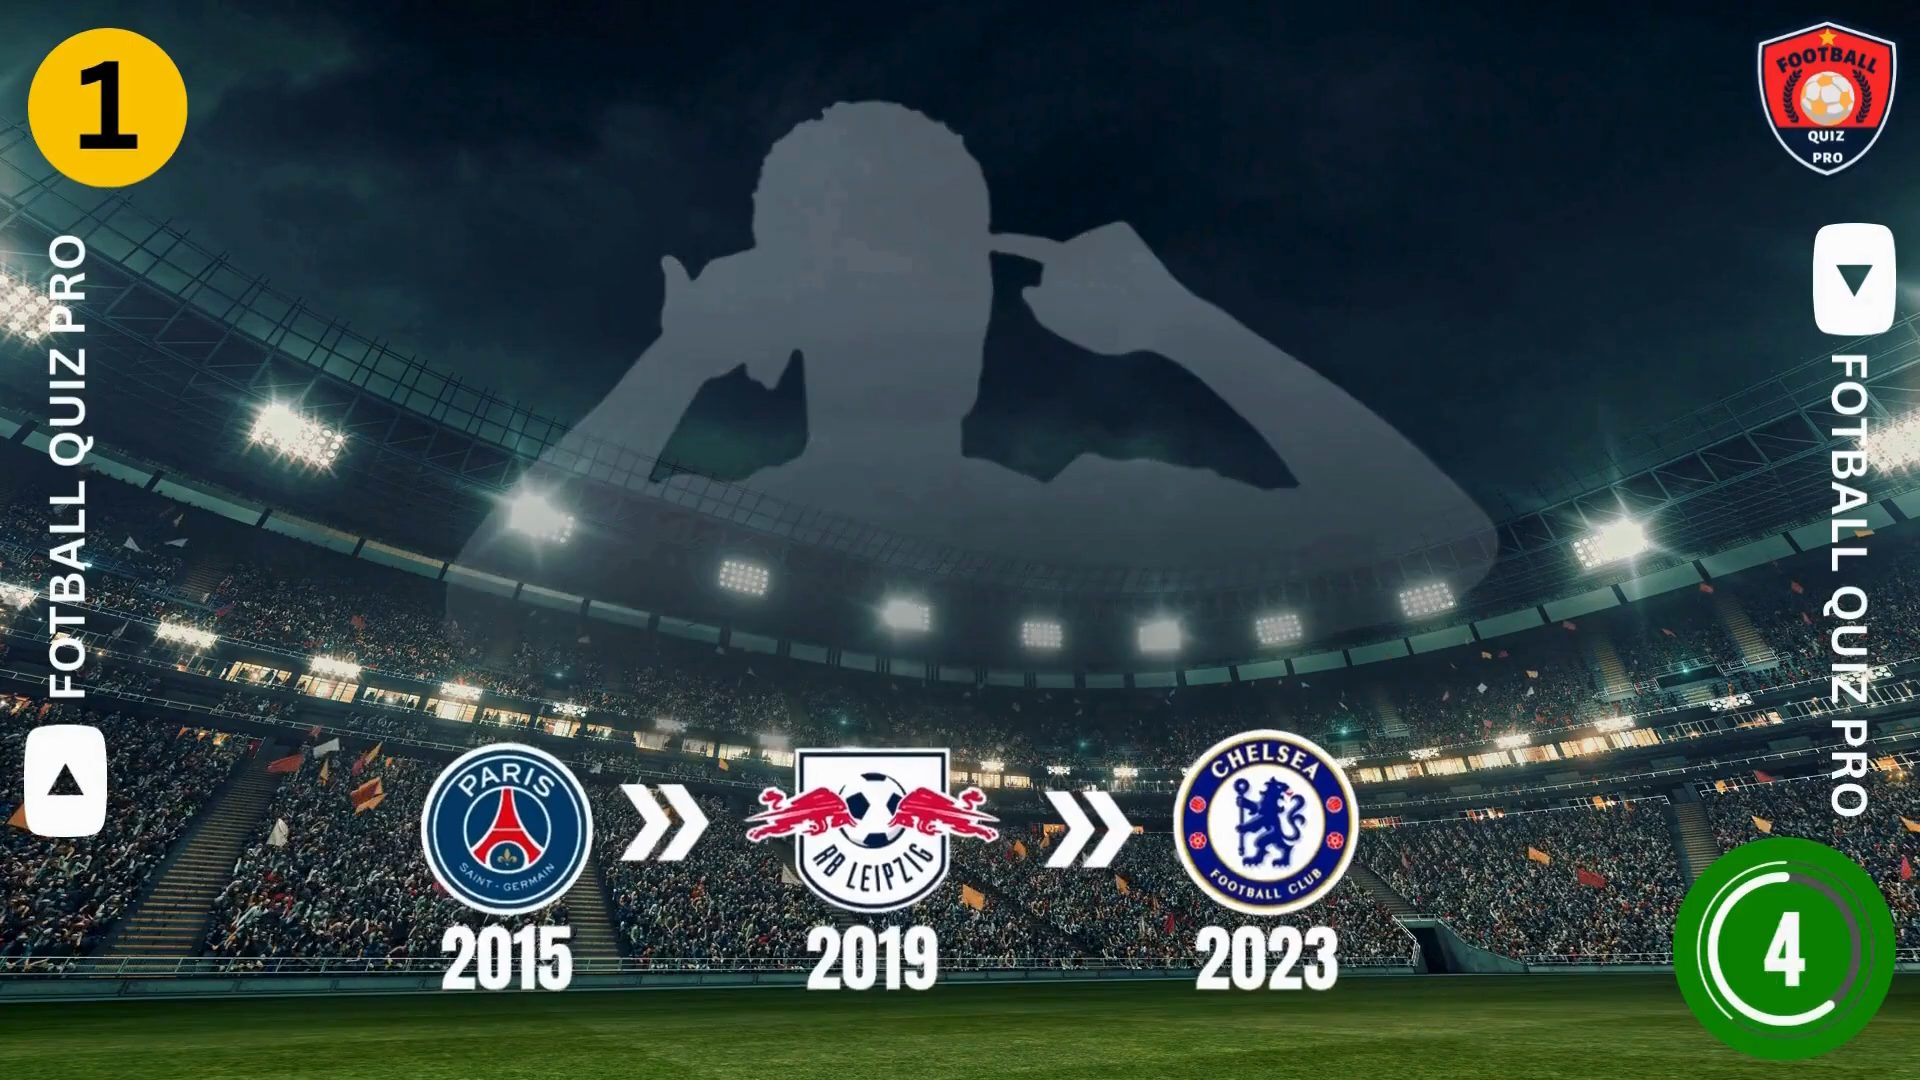 1
FOOTBALL
QUIZ
PRO
FOTBALL QUIZ PRO
FOTBALL QUIZ PRO
PARIS
SAINT - GERMAIN
RB LEIPZIG
CHELSEA
FOOTBALL CLUB
2015
2019
2023
4